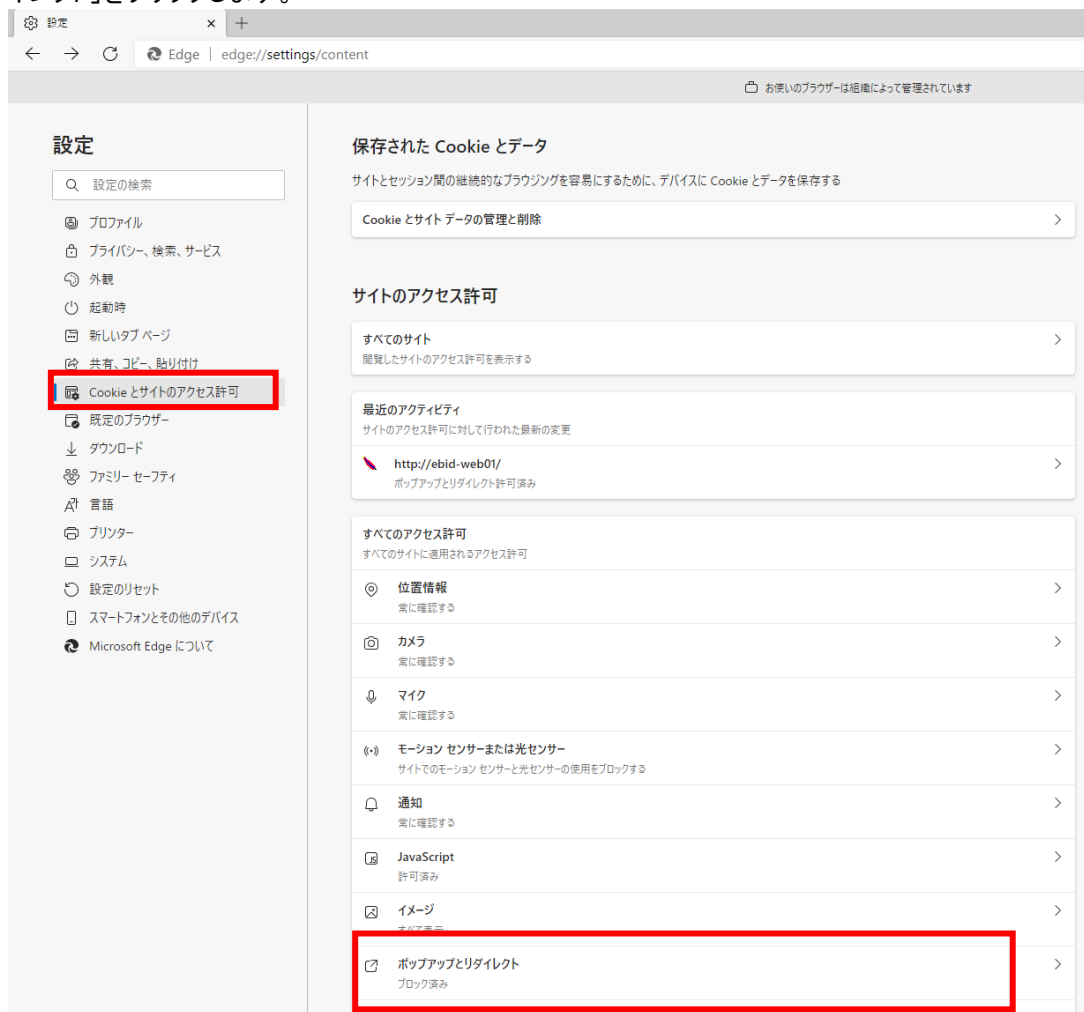 設定
Edge | edge://settings/content
お使いのブラウザーは組織によって管理されています
設定
設定の検索
プロファイル
プライバシー、検索、サービス
外観
起動時
新しいタブ ページ
共有、コピー、貼り付け
Cookie とサイトのアクセス許可
既定のブラウザー
ダウンロード
ファミリー セーフティ
言語
プリンター
システム
設定のリセット
スマートフォンとその他のデバイス
Microsoft Edge について
保存された Cookie とデータ
サイトとセッション間の継続的なブラウジングを容易にするために、デバイスに Cookie とデータを保存する
Cookie とサイト データの管理と削除
サイトのアクセス許可
すべてのサイト
閲覧したサイトのアクセス許可を表示する
最近のアクティビティ
サイトのアクセス許可に対して行われた最新の変更
http://ebid-web01/
ポップアップとリダイレクト許可済み
すべてのアクセス許可
すべてのサイトに適用されるアクセス許可
位置情報
常に確認する
カメラ
常に確認する
マイク
常に確認する
モーション センサーまたは光センサー
サイトでのモーション センサーと光センサーの使用をブロックする
通知
常に確認する
JavaScript
許可済み
イメージ
すべて表示
ポップアップとリダイレクト
ブロック済み